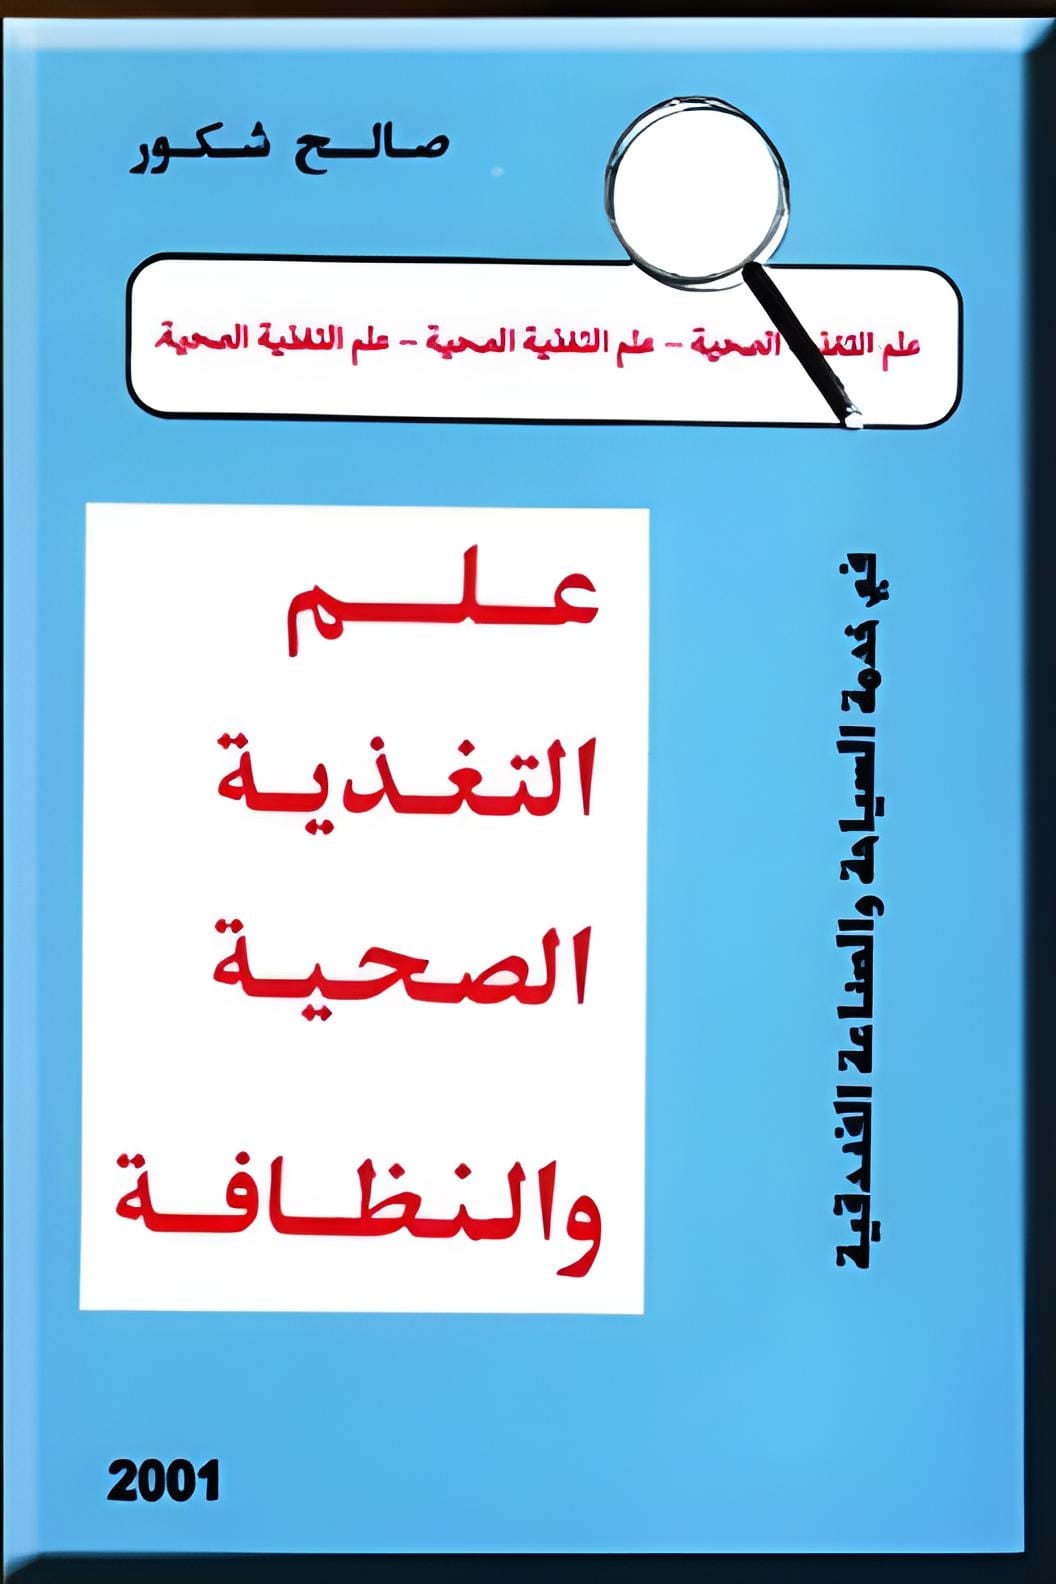 صالح شكور
علم التغذ الصحية - علم التغذية الصحية - علم التغذية الصحية
علم
التغذية
الصحية
والنظافة
في خدمة السياحة والصناعة الفندقية
2001